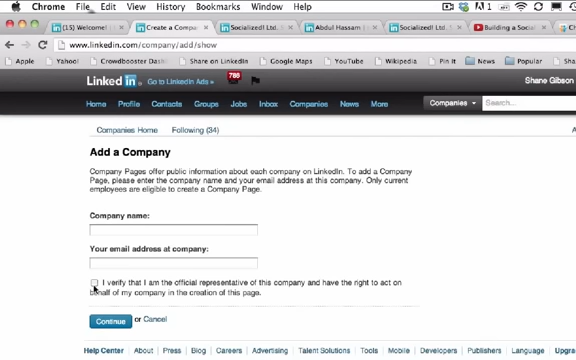 Chrome File Edit View History Bookmarks Window Help
(15) Welcome! Create a Comp Socialized! Ltd. Abdul Hassam Socialized! Ltd. Building a Social
www.linkedin.com/company/add/show
Apple Yahoo! Crowdbooster Dashbo Share on LinkedIn Google Maps YouTube Wikipedia Pin It News Popular Si
Linked in Go to LinkedIn Ads » 788 Shane Gibson
Home Profile Contacts Groups Jobs Inbox Companies News More Companies Search...
Companies Home Following (34) A
Add a Company
Company Pages offer public information about each company on LinkedIn. To add a Company
Page, please enter the company name and your email address at this company. Only current
employees are eligible to create a Company Page.
Company name:
Your email address at company:
I verify that I am the official representative of this company and have the right to act on
behalf of my company in the creation of this page.
Continue or Cancel
Help Center About Press Blog Careers Advertising Talent Solutions Tools Mobile Developers Publishers Language Upgra